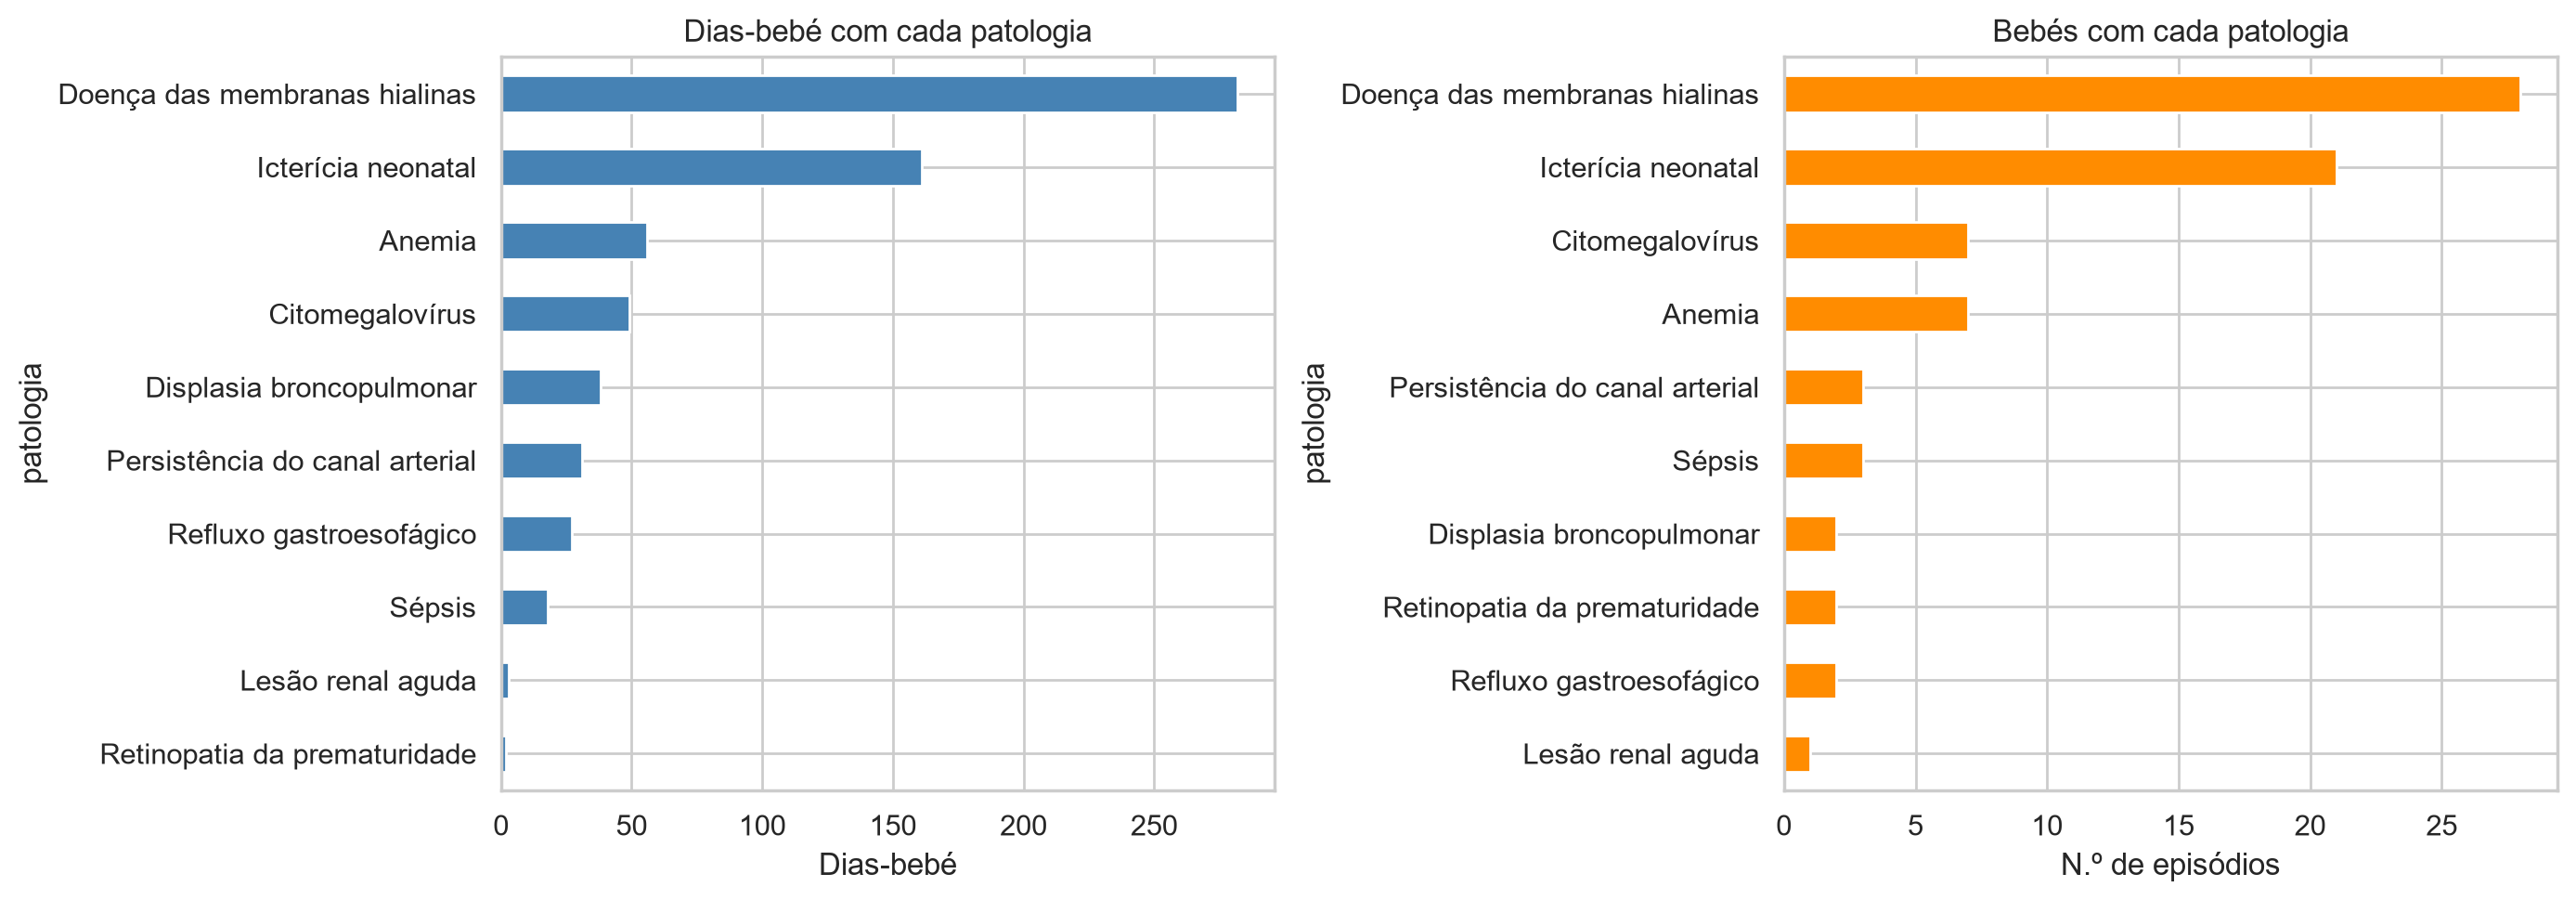 Dias-bebé com cada patologia
Doença das membranas hialinas
Icterícia neonatal
Anemia
Citomegalovírus
Displasia broncopulmonar
Persistência do canal arterial
Refluxo gastroesofágico
Sépsis
Lesão renal aguda
Retinopatia da prematuridade
patologia
0 50 100 150 200 250
Dias-bebé
Bebés com cada patologia
Doença das membranas hialinas
Icterícia neonatal
Citomegalovírus
Anemia
Persistência do canal arterial
Sépsis
Displasia broncopulmonar
Retinopatia da prematuridade
Refluxo gastroesofágico
Lesão renal aguda
patologia
0 5 10 15 20 25
N.º de episódios